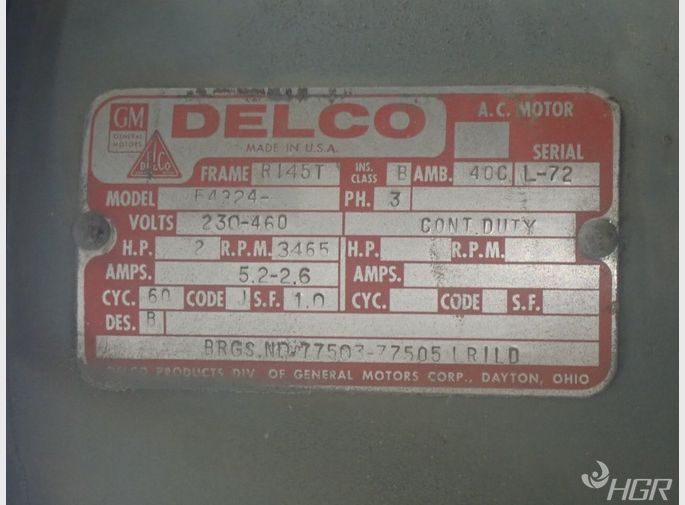 GM
GENERAL MOTORS
DELCO
DELCO
MADE IN U.S.A.
A.C. MOTOR
SERIAL
FRAME R145T INS. CLASS B AMB. 40C L-72
MODEL PH. 3
VOLTS 230-460 CONT. DUTY
H.P. 2 R.P.M. 3465 H.P. R.P.M.
AMPS. 5.2-2.6 AMPS.
CYC. 60 CODE J S.F. 1.0 CYC. CODE S.F.
DES. B
BRGS. NDE 77503-77505
DELCO PRODUCTS DIV. OF GENERAL MOTORS CORP., DAYTON, OHIO
HGR